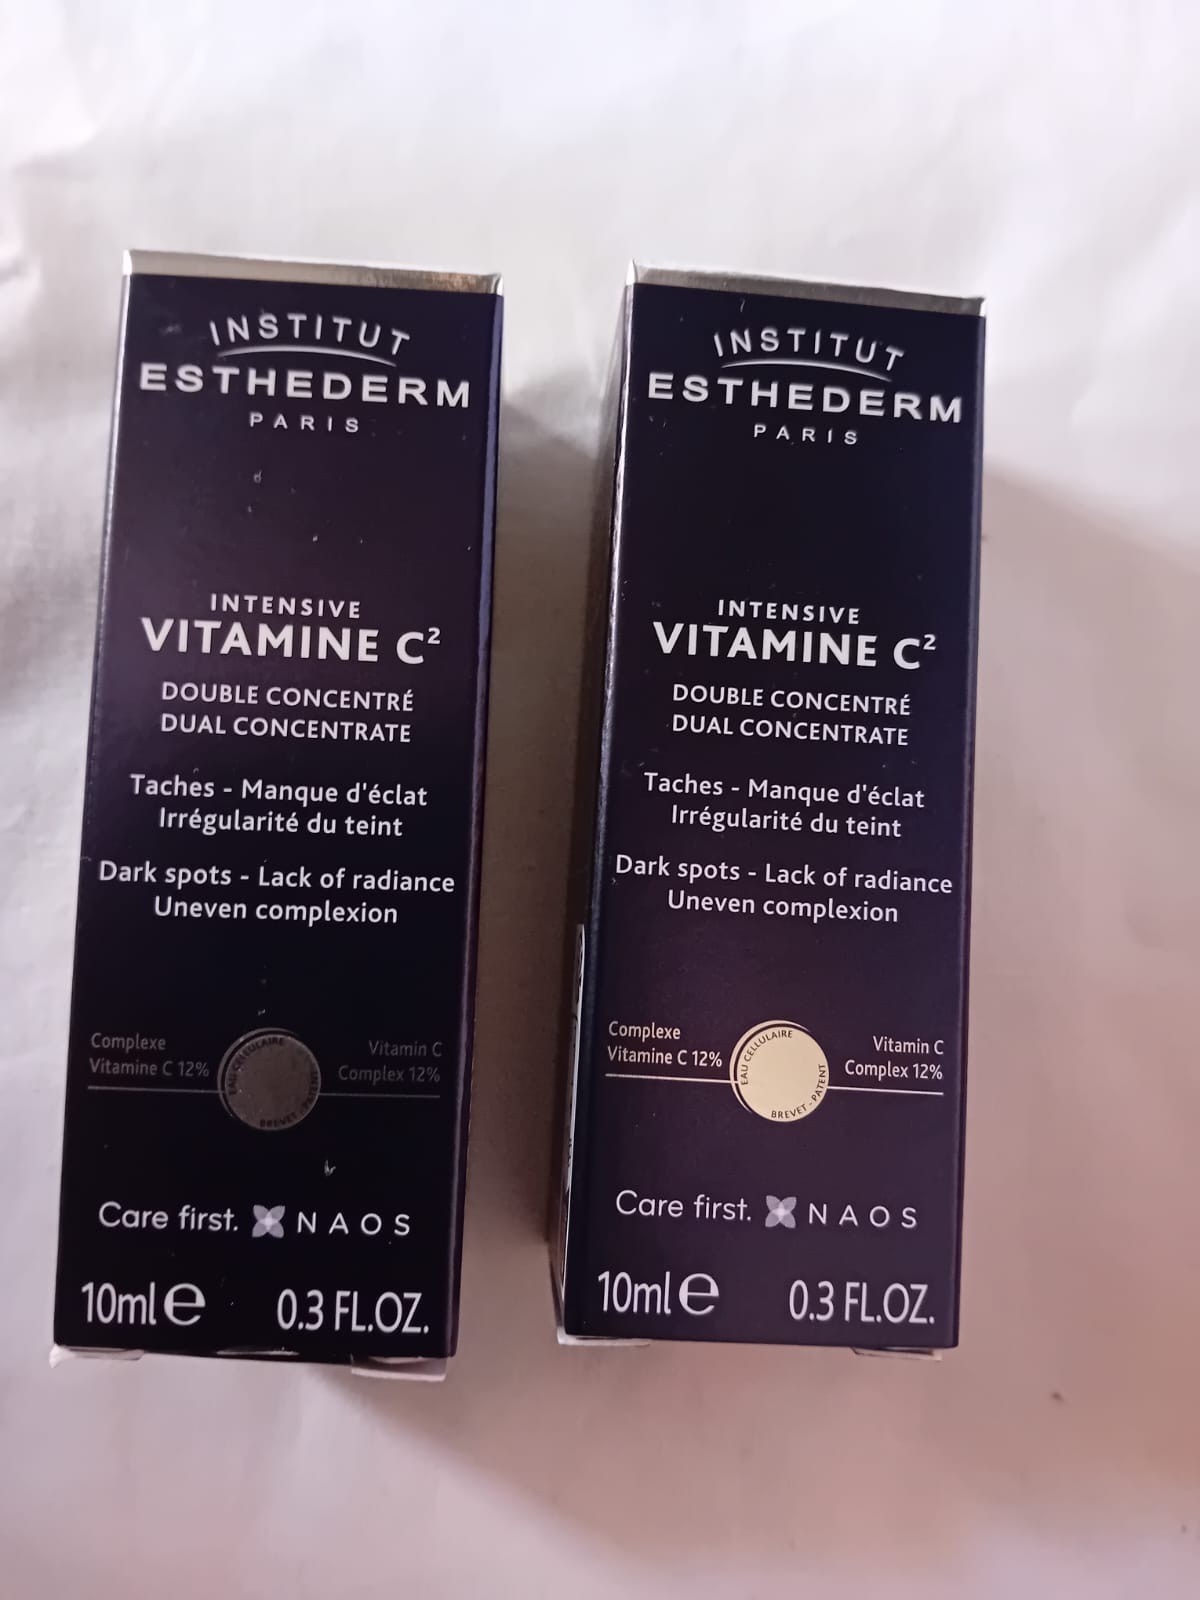 INSTITUT
ESTHEDERM
PARIS
INTENSIVE
VITAMINE C²
DOUBLE CONCENTRÉ
DUAL CONCENTRATE
Taches - Manque d'éclat
Irrégularité du teint
Dark spots - Lack of radiance
Uneven complexion
Complexe
Vitamine C 12%
EAU CELLULAIRE
BREVET - PATENT
Vitamin C
Complex 12%
Care first. NAOS
10ml e 0.3 FL.OZ.
INSTITUT
ESTHEDERM
PARIS
INTENSIVE
VITAMINE C²
DOUBLE CONCENTRÉ
DUAL CONCENTRATE
Taches - Manque d'éclat
Irrégularité du teint
Dark spots - Lack of radiance
Uneven complexion
Complexe
Vitamine C 12%
EAU CELLULAIRE
BREVET - PATENT
Vitamin C
Complex 12%
Care first. NAOS
10ml e 0.3 FL.OZ.